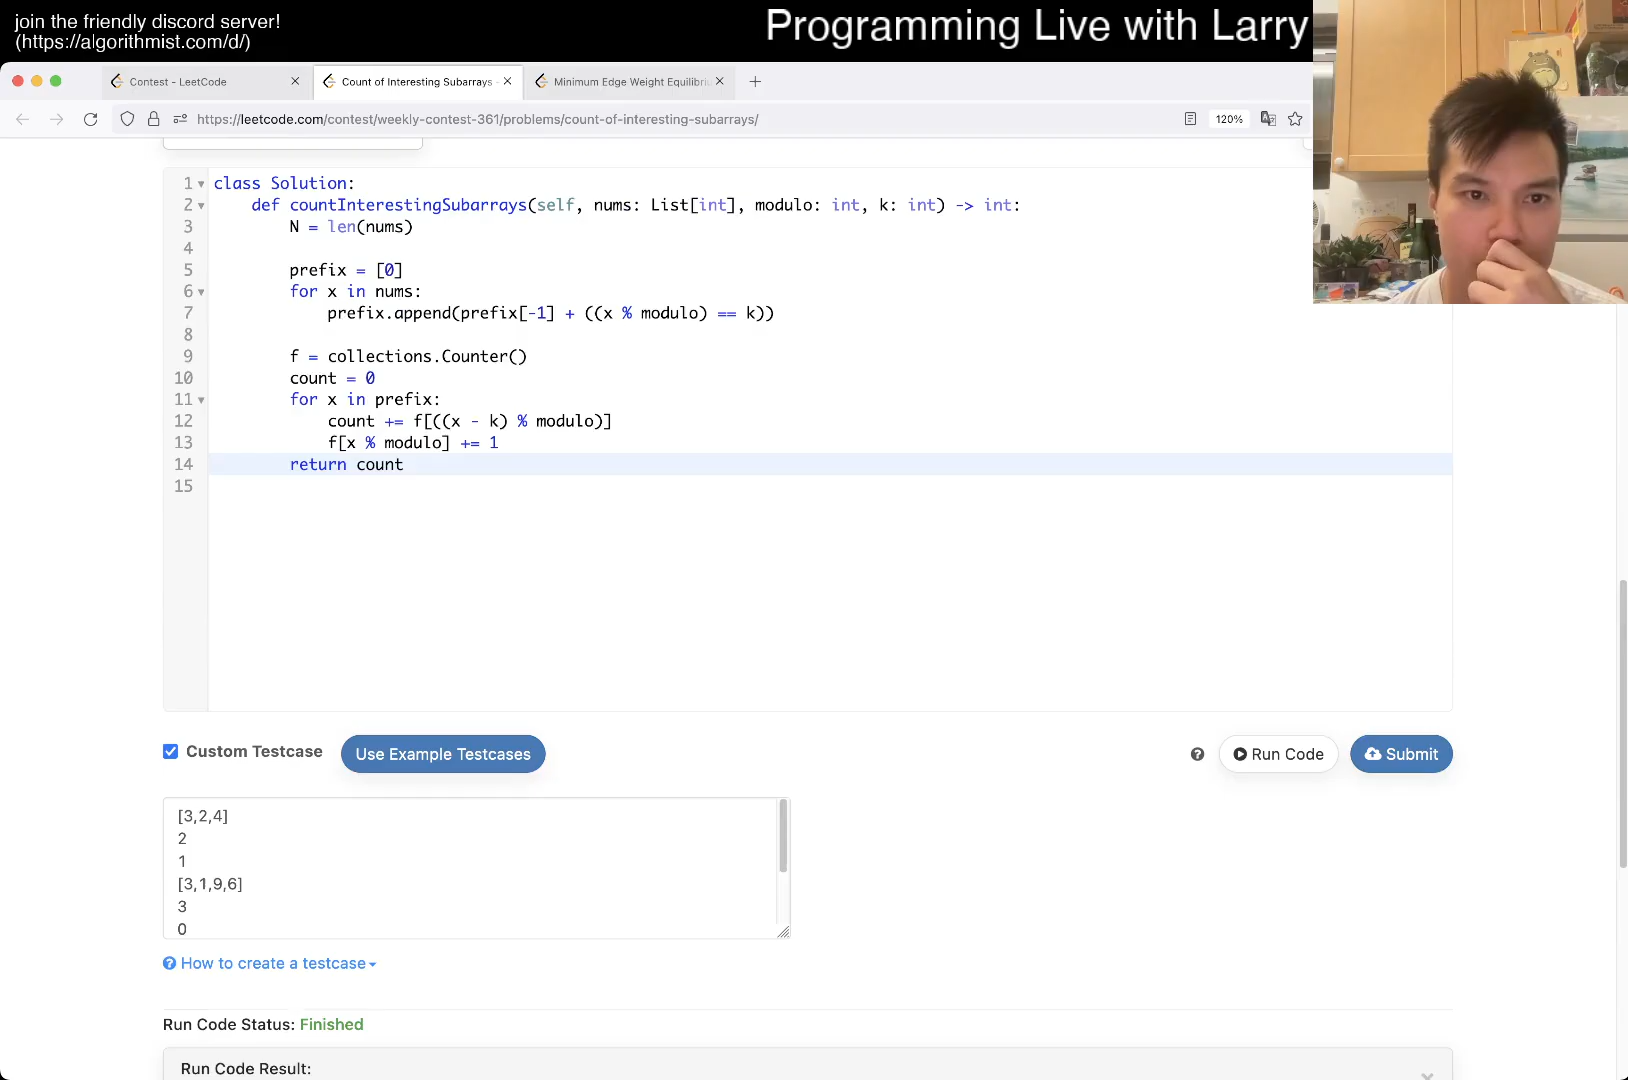 join the friendly discord server!
(https://algorithmist.com/d/)
Programming Live with Larry
Contest - LeetCode
Count of Interesting Subarrays -
Minimum Edge Weight Equilibri
https://leetcode.com/contest/weekly-contest-361/problems/count-of-interesting-subarrays/
120%
1 class Solution:
2 def countInterestingSubarrays(self, nums: List[int], modulo: int, k: int) -> int:
3 N = len(nums)
4
5 prefix = [0]
6 for x in nums:
7 prefix.append(prefix[-1] + ((x % modulo) == k))
8
9 f = collections.Counter()
10 count = 0
11 for x in prefix:
12 count += f[((x - k) % modulo)]
13 f[x % modulo] += 1
14 return count
15
Custom Testcase
Use Example Testcases
Run Code
Submit
[3,2,4]
2
1
[3,1,9,6]
3
0
How to create a testcase
Run Code Status: Finished
Run Code Result: